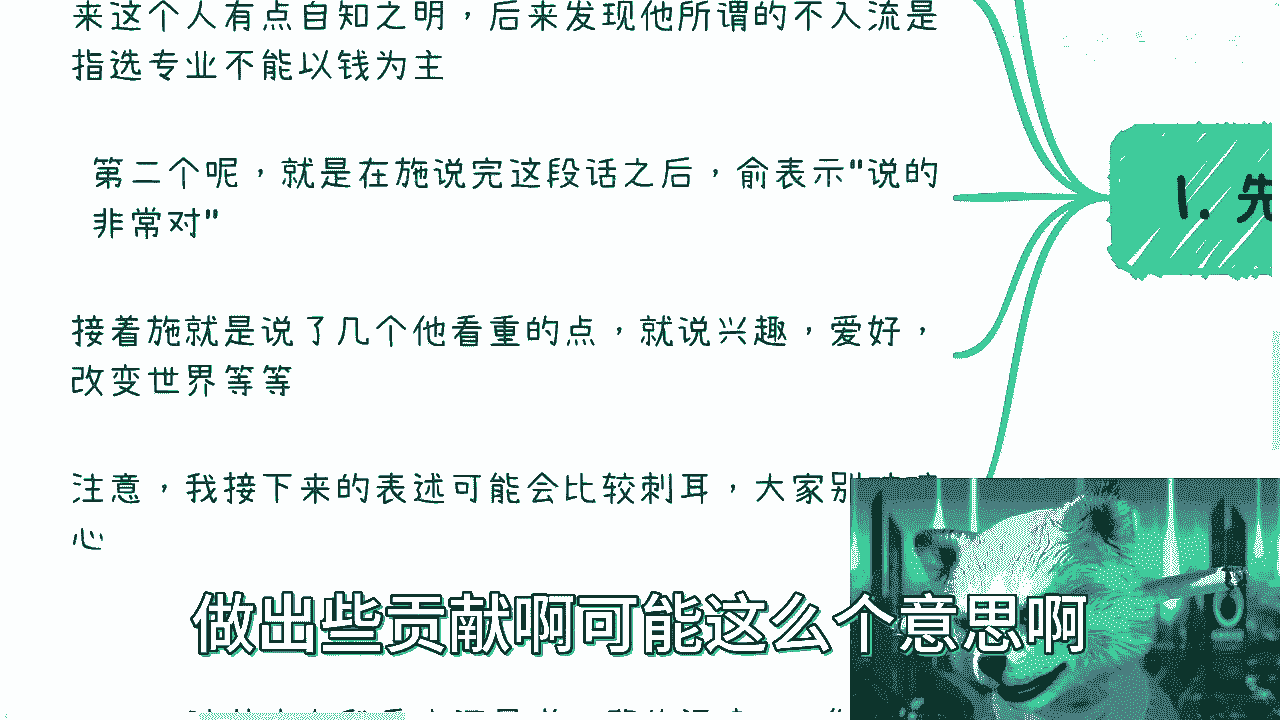 来这个人有点自知之明，后来发现他所谓的不入流是
指选专业不能以钱为主
第二个呢，就是在施说完这段话之后，俞表示"说的
非常对"
1. 先
接着施就是说了几个他看重的点，就说兴趣，爱好，
改变世界等等
注意，我接下来的表述可能会比较刺耳，大家别
心
做出些贡献啊可能这么个意思啊